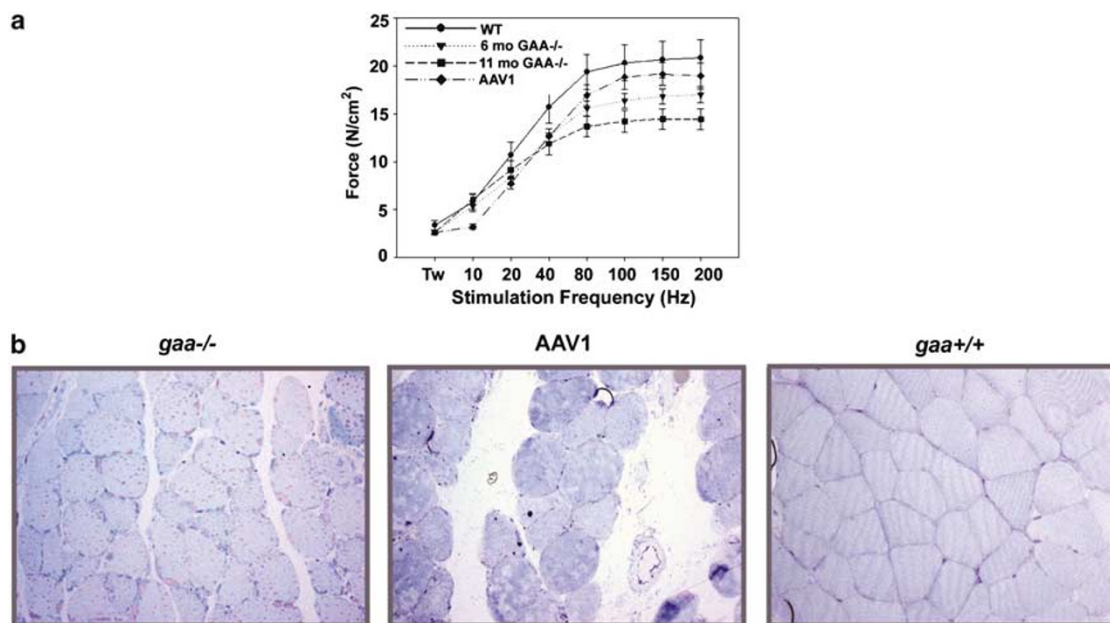 a
25
20
15
10
5
0
Force (N/cm²)
WT
6 mo GAA-/-
11 mo GAA-/-
AAV1
Tw 10 20 40 80 100 150 200
Stimulation Frequency (Hz)
b
gaa-/-
AAV1
gaa+/+